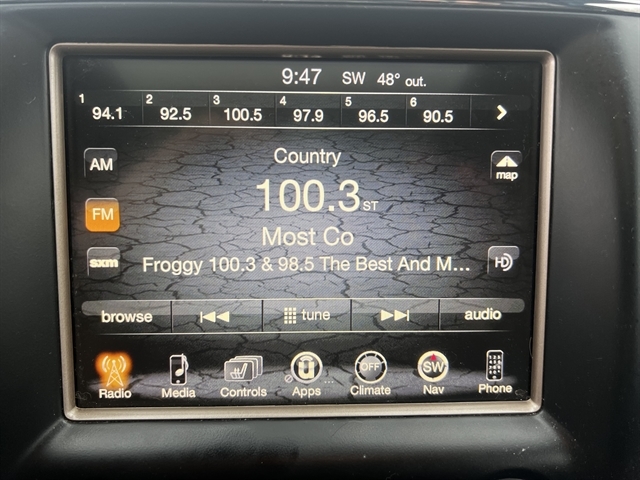 9:47 SW 48° out.
1 94.1 2 92.5 3 100.5 4 97.9 5 96.5 6 90.5
AM
Country
map
FM
100.3 ST
Most Co
sxm
Froggy 100.3 & 98.5 The Best And M...
HD
browse tune audio
OFF SW
Radio Media Controls Apps Climate Nav Phone